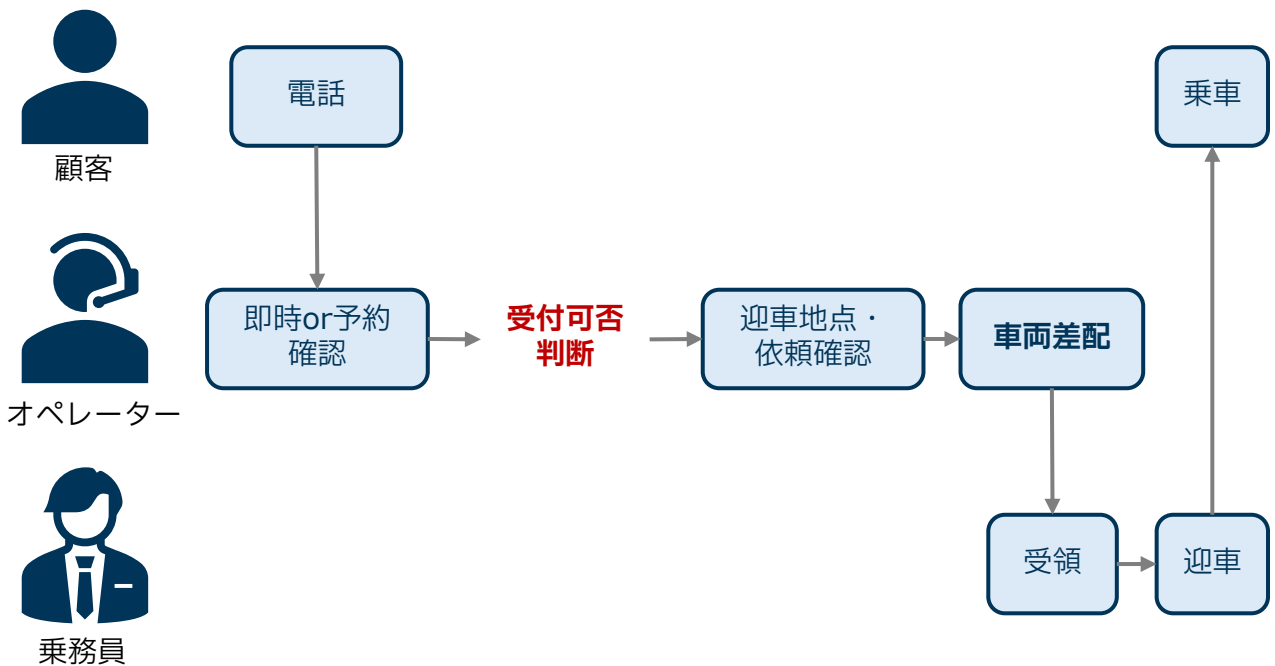 電話
乗車
顧客
即時or予約
確認
受付可否
判断
迎車地点・
依頼確認
車両差配
オペレーター
受領
迎車
乗務員